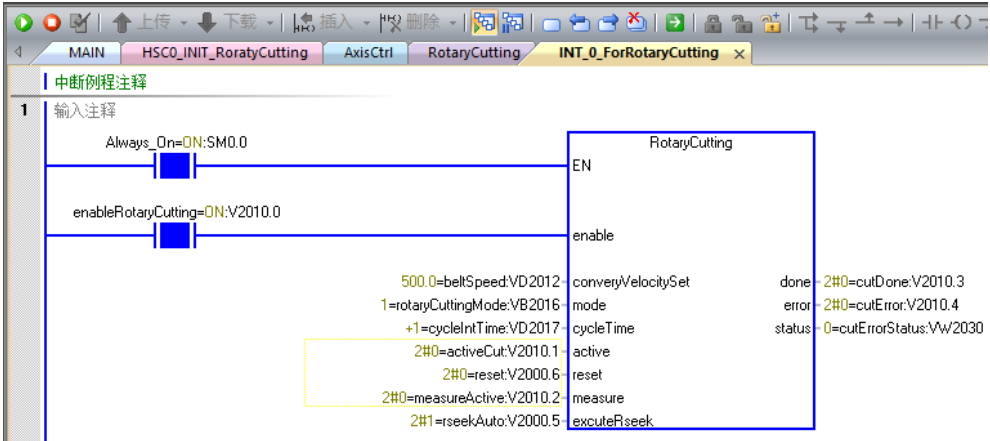 上传 下载 插入 删除
MAIN HSC0_INIT_RoratyCutting AxisCtrl RotaryCutting INT_0_ForRotaryCutting
中断例程注释
1 输入注释
Always_On=ON:SM0.0
RotaryCutting
EN
enableRotaryCutting=ON:V2010.0
enable
500.0=beltSpeed:VD2012 converyVelocitySet done 2#0=cutDone:V2010.3
1=rotaryCuttingMode:VB2016 mode error 2#0=cutError:V2010.4
+1=cycleIntTime:VD2017 cycleTime status 0=cutErrorStatus:VW2030
2#0=activeCut:V2010.1 active
2#0=reset:V2000.6 reset
2#0=measureActive:V2010.2 measure
2#1=rseekAuto:V2000.5 excuteRseek